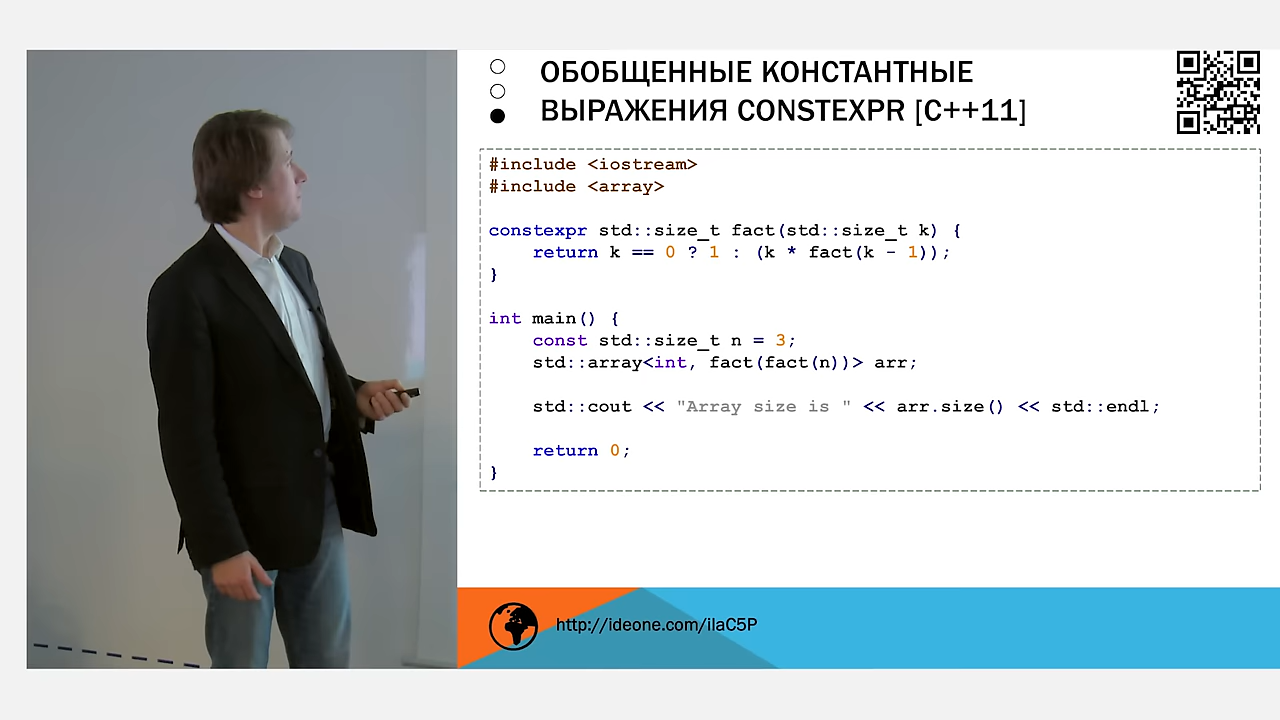 ОБОБЩЕННЫЕ КОНСТАНТНЫЕ
ВЫРАЖЕНИЯ CONSTEXPR [C++11]
#include <iostream>
#include <array>
constexpr std::size_t fact(std::size_t k) {
    return k == 0 ? 1 : (k * fact(k - 1));
}
int main() {
    const std::size_t n = 3;
    std::array<int, fact(fact(n))> arr;
    std::cout << "Array size is " << arr.size() << std::endl;
    return 0;
}
http://ideone.com/ilaC5P